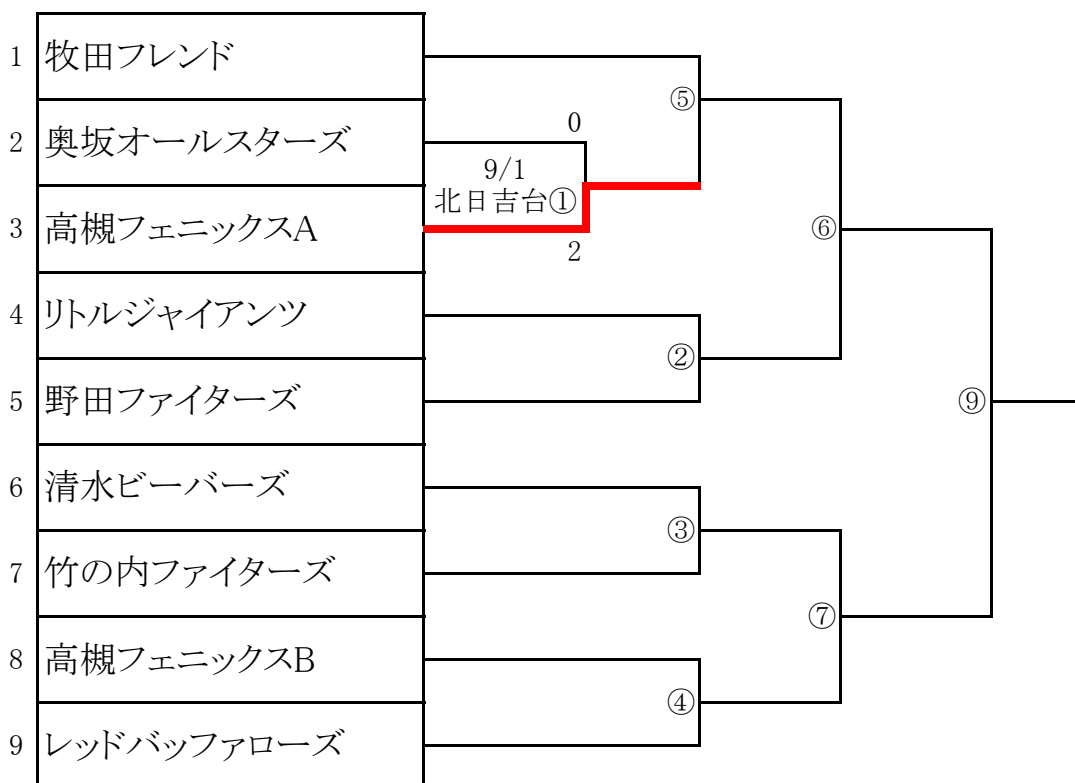 1 牧田フレンド
⑤
2 奥坂オールスターズ
0
9/1
北日吉台①
3 高槻フェニックスA
2
⑥
4 リトルジャイアンツ
②
5 野田ファイターズ
⑨
6 清水ビーバーズ
③
7 竹の内ファイターズ
⑦
8 高槻フェニックスB
④
9 レッドバッファローズ